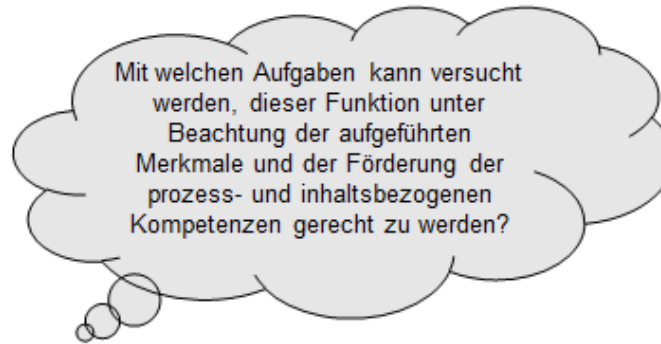 Mit welchen Aufgaben kann versucht
werden, dieser Funktion unter
Beachtung der aufgeführten
Merkmale und der Förderung der
prozess- und inhaltsbezogenen
Kompetenzen gerecht zu werden?